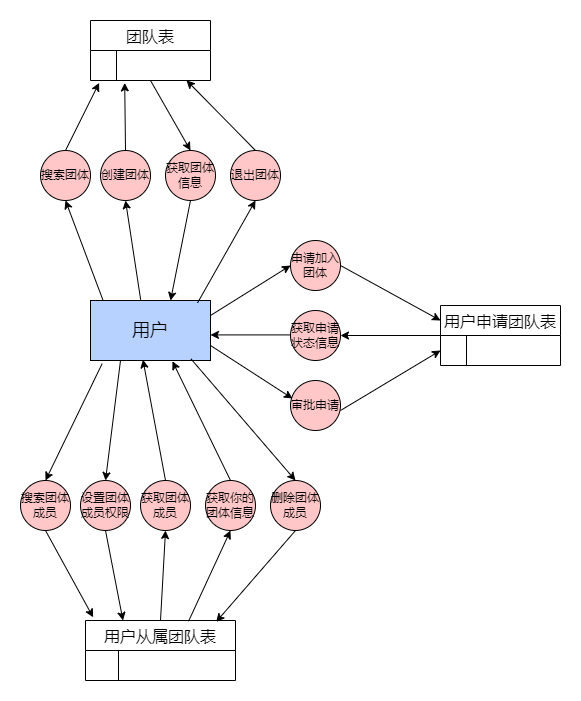 团队表
搜索团体
创建团体
获取团体
信息
退出团体
申请加入
团体
用户
获取申请
状态信息
用户申请团队表
审批申请
搜索团体
成员
设置团体
成员权限
获取团体
成员
获取你的
团体信息
删除团体
成员
用户从属团队表